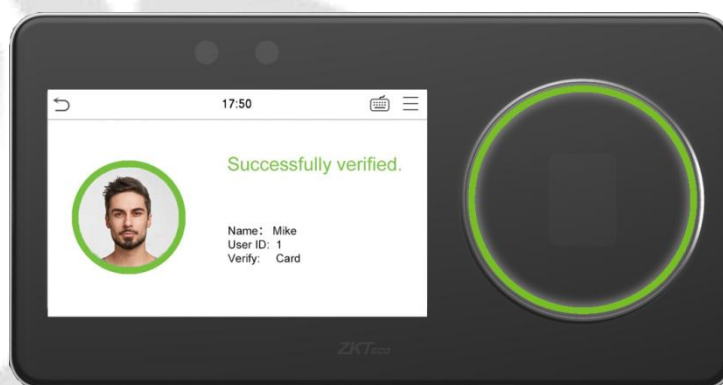 17:50
Successfully verified.
Name: Mike
User ID: 1
Verify: Card
ZKTeco